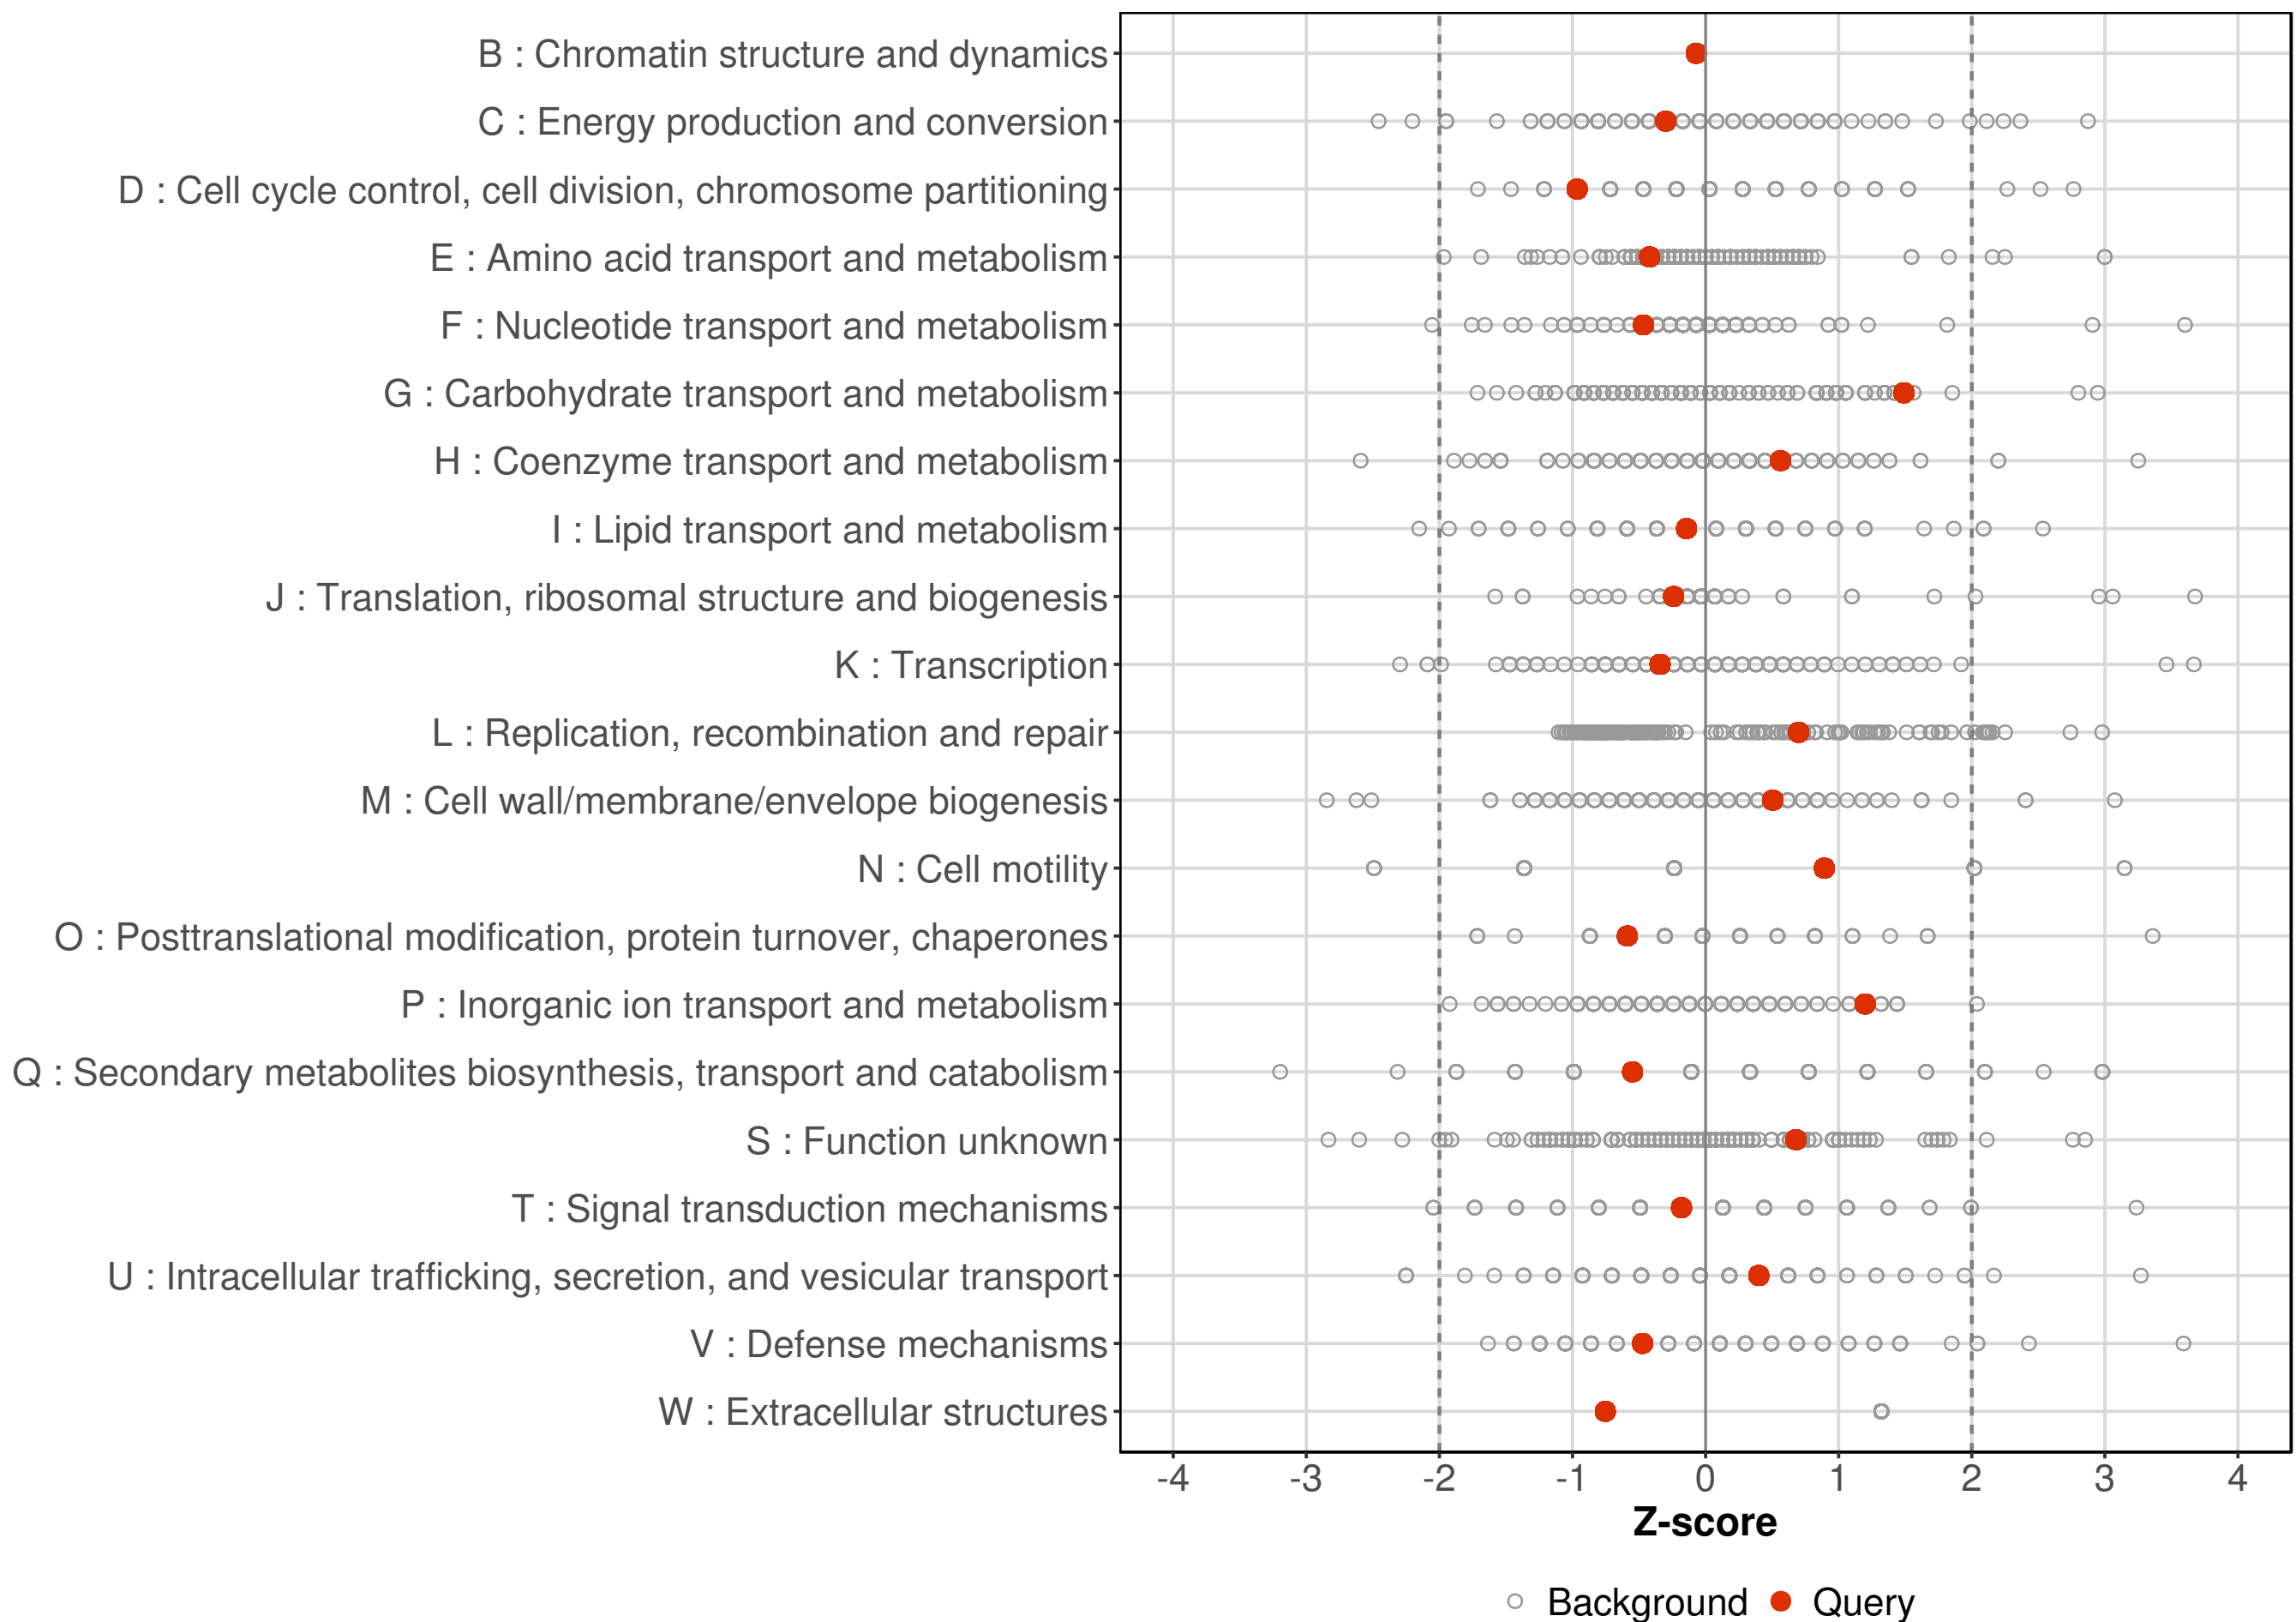 B : Chromatin structure and dynamics
C : Energy production and conversion
D : Cell cycle control, cell division, chromosome partitioning
E : Amino acid transport and metabolism
F : Nucleotide transport and metabolism
G : Carbohydrate transport and metabolism
H : Coenzyme transport and metabolism
I : Lipid transport and metabolism
J : Translation, ribosomal structure and biogenesis
K : Transcription
L : Replication, recombination and repair
M : Cell wall/membrane/envelope biogenesis
N : Cell motility
O : Posttranslational modification, protein turnover, chaperones
P : Inorganic ion transport and metabolism
Q : Secondary metabolites biosynthesis, transport and catabolism
S : Function unknown
T : Signal transduction mechanisms
U : Intracellular trafficking, secretion, and vesicular transport
V : Defense mechanisms
W : Extracellular structures
-4 -3 -2 -1 0 1 2 3 4
Z-score
Background Query